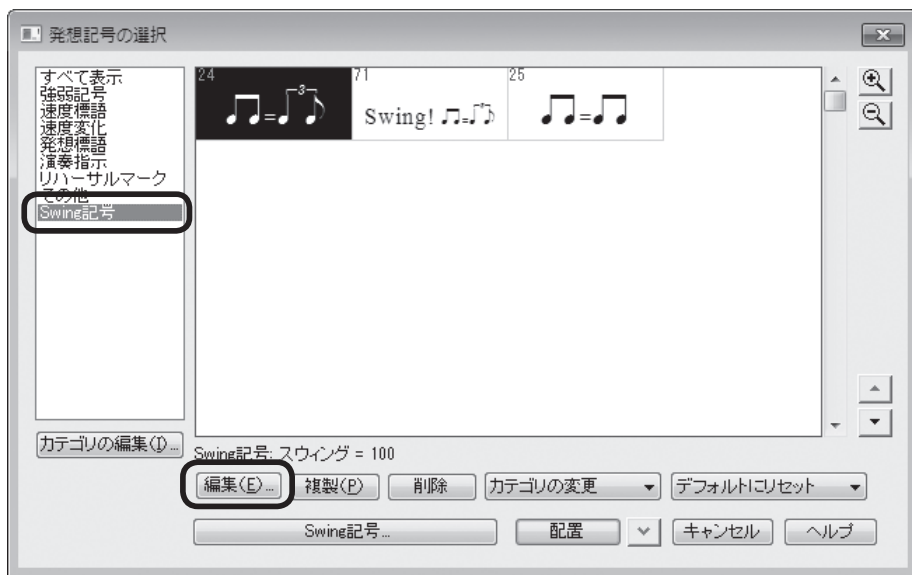 発想記号の選択
すべて表示
強弱記号
速度標語
速度変化
発想標語
演奏指示
リハーサルマーク
その他
Swing記号
24
3
71
Swing!
25
カテゴリの編集(I)...
Swing記号: スウィング = 100
編集(E)... 複製(P) 削除 カテゴリの変更 デフォルトにリセット
Swing記号... 配置 キャンセル ヘルプ